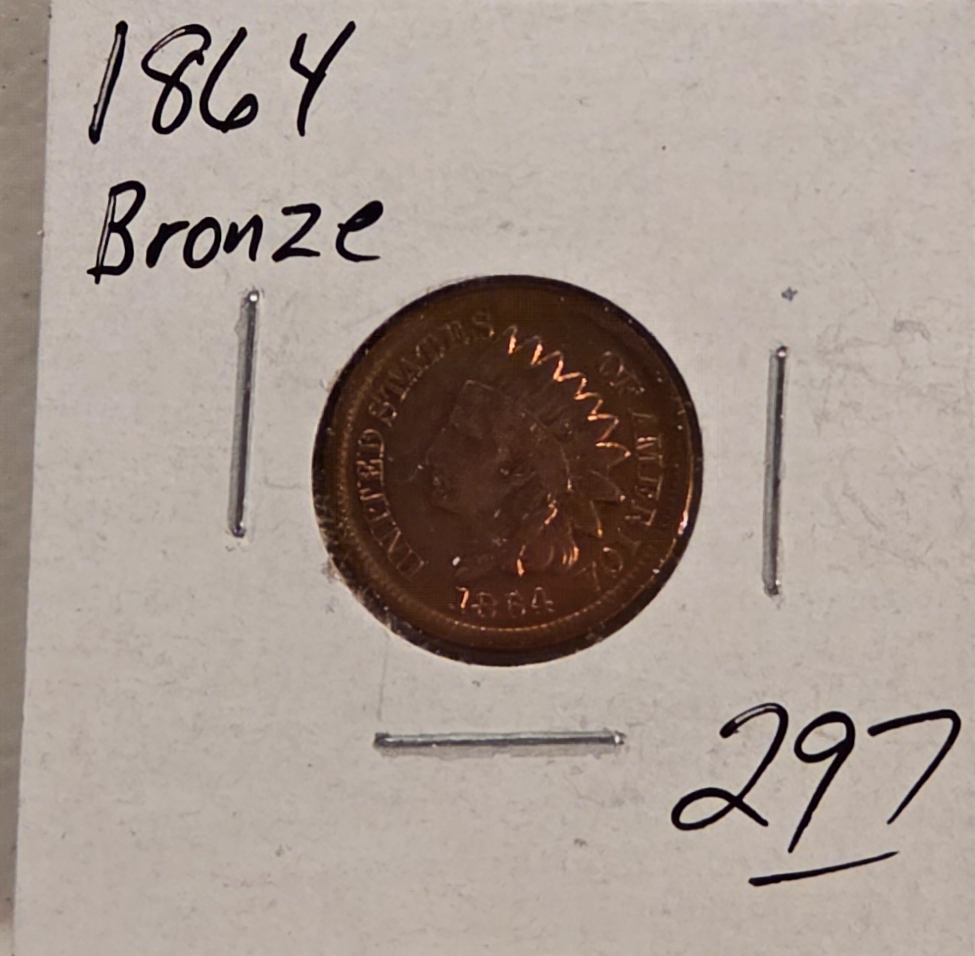 1864
Bronze
UNITED STATES
OF AMERICA
1864
297